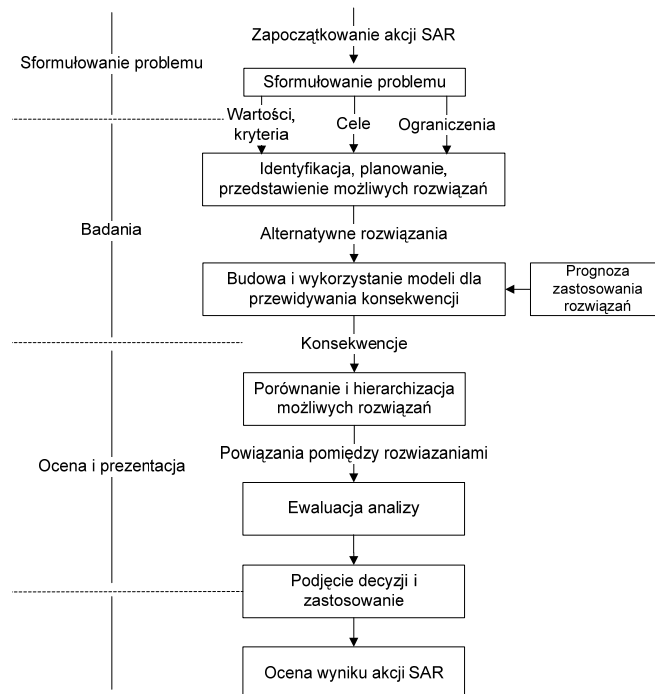 Zapoczątkowanie akcji SAR
Sformułowanie problemu
Sformułowanie problemu
Wartości,
kryteria
Cele
Ograniczenia
Identyfikacja, planowanie,
przedstawienie możliwych rozwiązań
Badania
Alternatywne rozwiązania
Budowa i wykorzystanie modeli dla
przewidywania konsekwencji
Prognoza
zastosowania
rozwiązań
Konsekwencje
Porównanie i hierarchizacja
możliwych rozwiązań
Powiązania pomiędzy rozwiazaniami
Ocena i prezentacja
Ewaluacja analizy
Podjęcie decyzji i
zastosowanie
Ocena wyniku akcji SAR